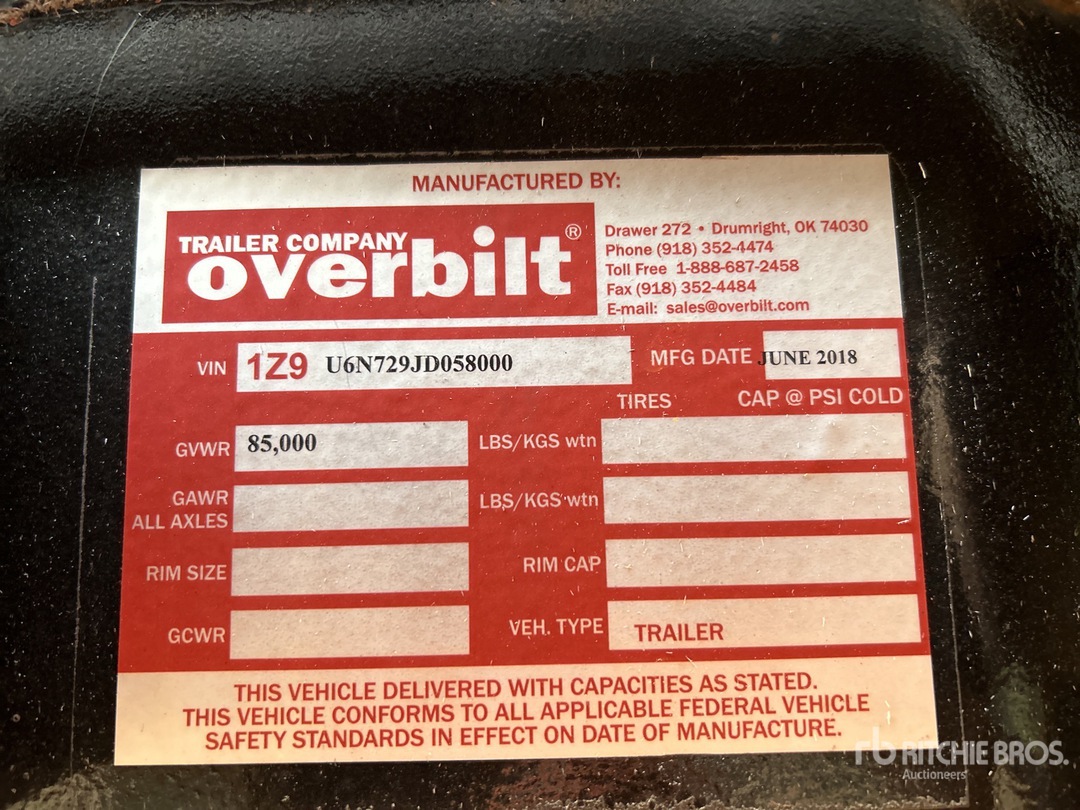 MANUFACTURED BY:
TRAILER COMPANY
overbilt®
Drawer 272 • Drumright, OK 74030
Phone (918) 352-4474
Toll Free 1-888-687-2458
Fax (918) 352-4484
E-mail: sales@overbilt.com
VIN 1Z9 U6N729JD058000 MFG DATE JUNE 2018
TIRES CAP @ PSI COLD
GVWR 85,000 LBS/KGS wtn
GAWR
ALL AXLES LBS/KGS wtn
RIM SIZE RIM CAP
GCWR VEH. TYPE TRAILER
THIS VEHICLE DELIVERED WITH CAPACITIES AS STATED.
THIS VEHICLE CONFORMS TO ALL APPLICABLE FEDERAL VEHICLE
SAFETY STANDARDS IN EFFECT ON DATE OF MANUFACTURE.
rb RITCHIE BROS.
Auctioneers